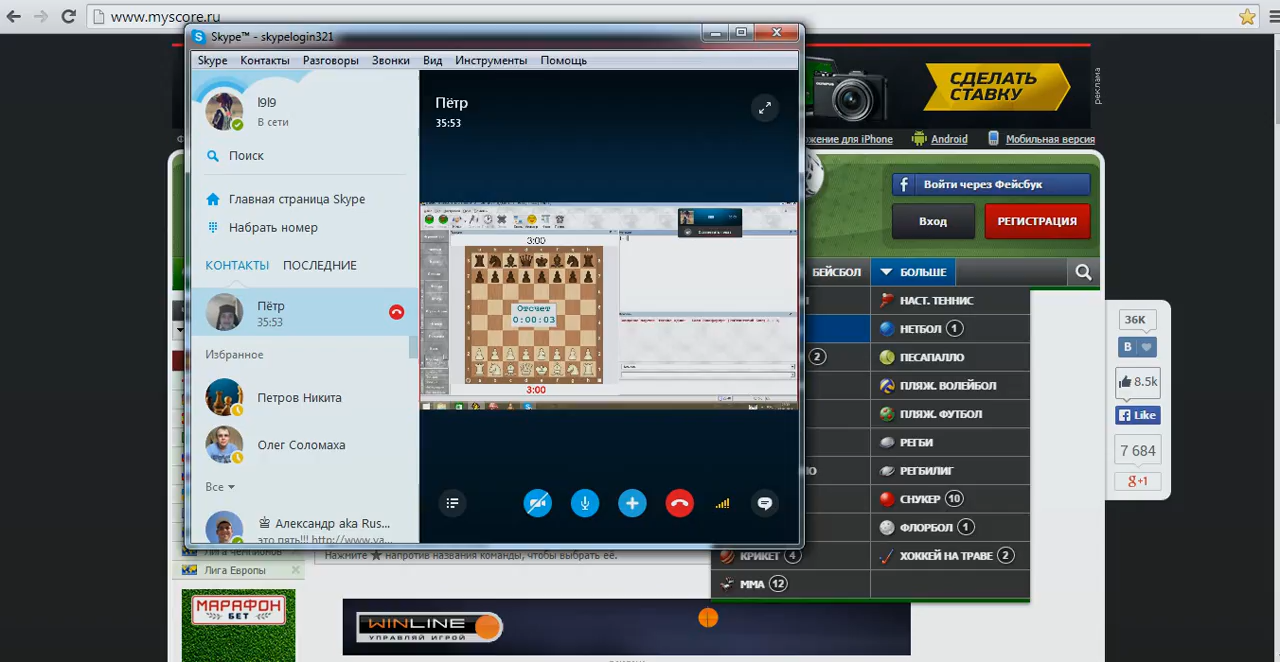 www.myscore.ru
Skype™ - skypelogin321
Skype Контакты Разговоры Звонки Вид Инструменты Помощь
l9l9
В сети
Поиск
Главная страница Skype
Набрать номер
КОНТАКТЫ ПОСЛЕДНИЕ
Пётр
35:53
Избранное
Петров Никита
Олег Соломаха
Все
Александр aka Rus...
это пять!!! http://www.ya...
Пётр
35:53
3:00
Отсчет
0:00:03
3:00
СДЕЛАТЬ
СТАВКУ
реклама
жение для iPhone Android Мобильная версия
Войти через Фейсбук
Вход РЕГИСТРАЦИЯ
БЕЙСБОЛ БОЛЬШЕ
НАСТ. ТЕННИС
НЕТБОЛ 1
2 ПЕСАПАЛЛО
ПЛЯЖ. ВОЛЕЙБОЛ
ПЛЯЖ. ФУТБОЛ
РЕГБИ
РЕГБИЛИГ
СНУКЕР 10
ФЛОРБОЛ 1
КРИКЕТ 4 ХОККЕЙ НА ТРАВЕ 2
ММА 12
36K
B
8.5k
Like
7 684
g+1
Лига Чемпионов
Лига Европы
Нажмите ★ напротив названия команды, чтобы выбрать её.
МАРАФОН
БЕТ
WINLINE
УПРАВЛЯЙ ИГРОЙ